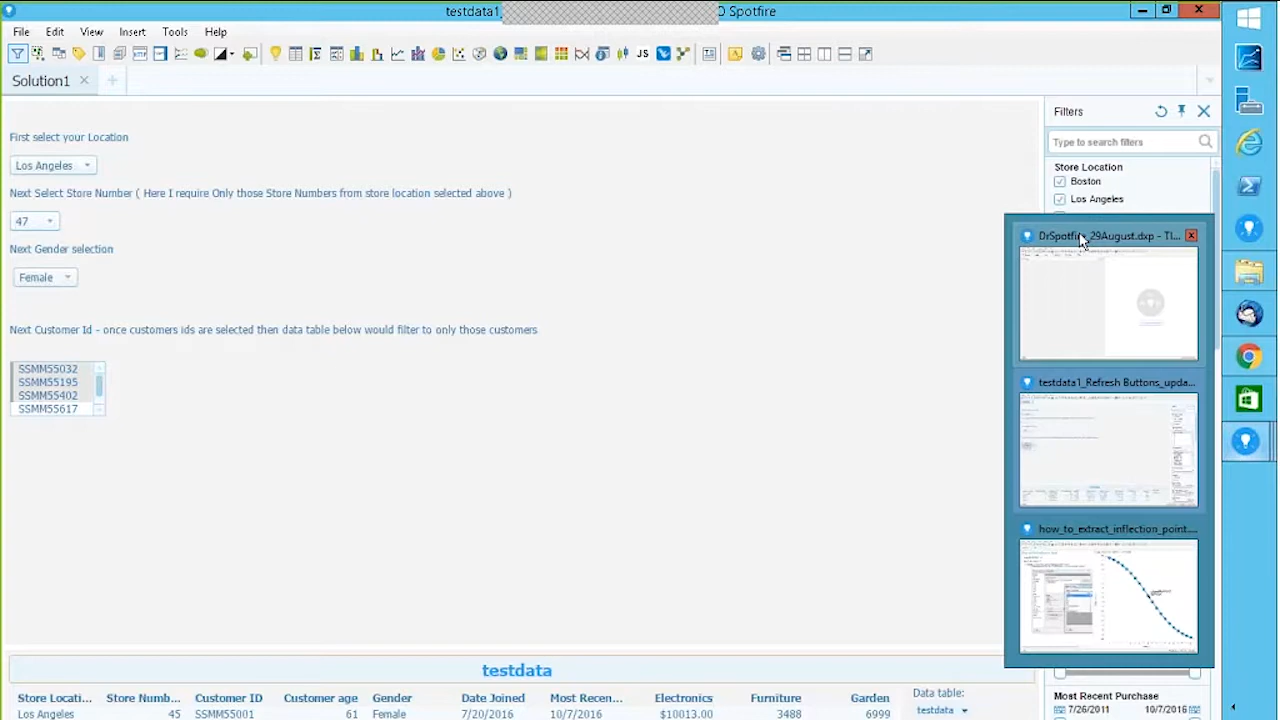 testdata1_ O Spotfire
File Edit View Insert Tools Help
JS
Solution1
First select your Location
Los Angeles
Next Select Store Number ( Here I require Only those Store Numbers from store location selected above )
47
Next Gender selection
Female
Next Customer Id - once customers ids are selected then data table below would filter to only those customers
SSMM55032
SSMM55195
SSMM55402
SSMM55617
Filters
Type to search filters
Store Location
Boston
Los Angeles
DrSpotfire_29August.dxp - TI...
testdata1_Refresh Buttons_upda...
how_to_extract_inflection_point....
testdata
Store Locati... Store Numb... Customer ID Customer age Gender Date Joined Most Recen... Electronics Furniture Garden
Los Angeles 45 SSMM55001 61 Female 7/20/2016 10/7/2016 $10013.00 3488 6999
Data table:
testdata
Most Recent Purchase
7/26/2011 10/7/2016